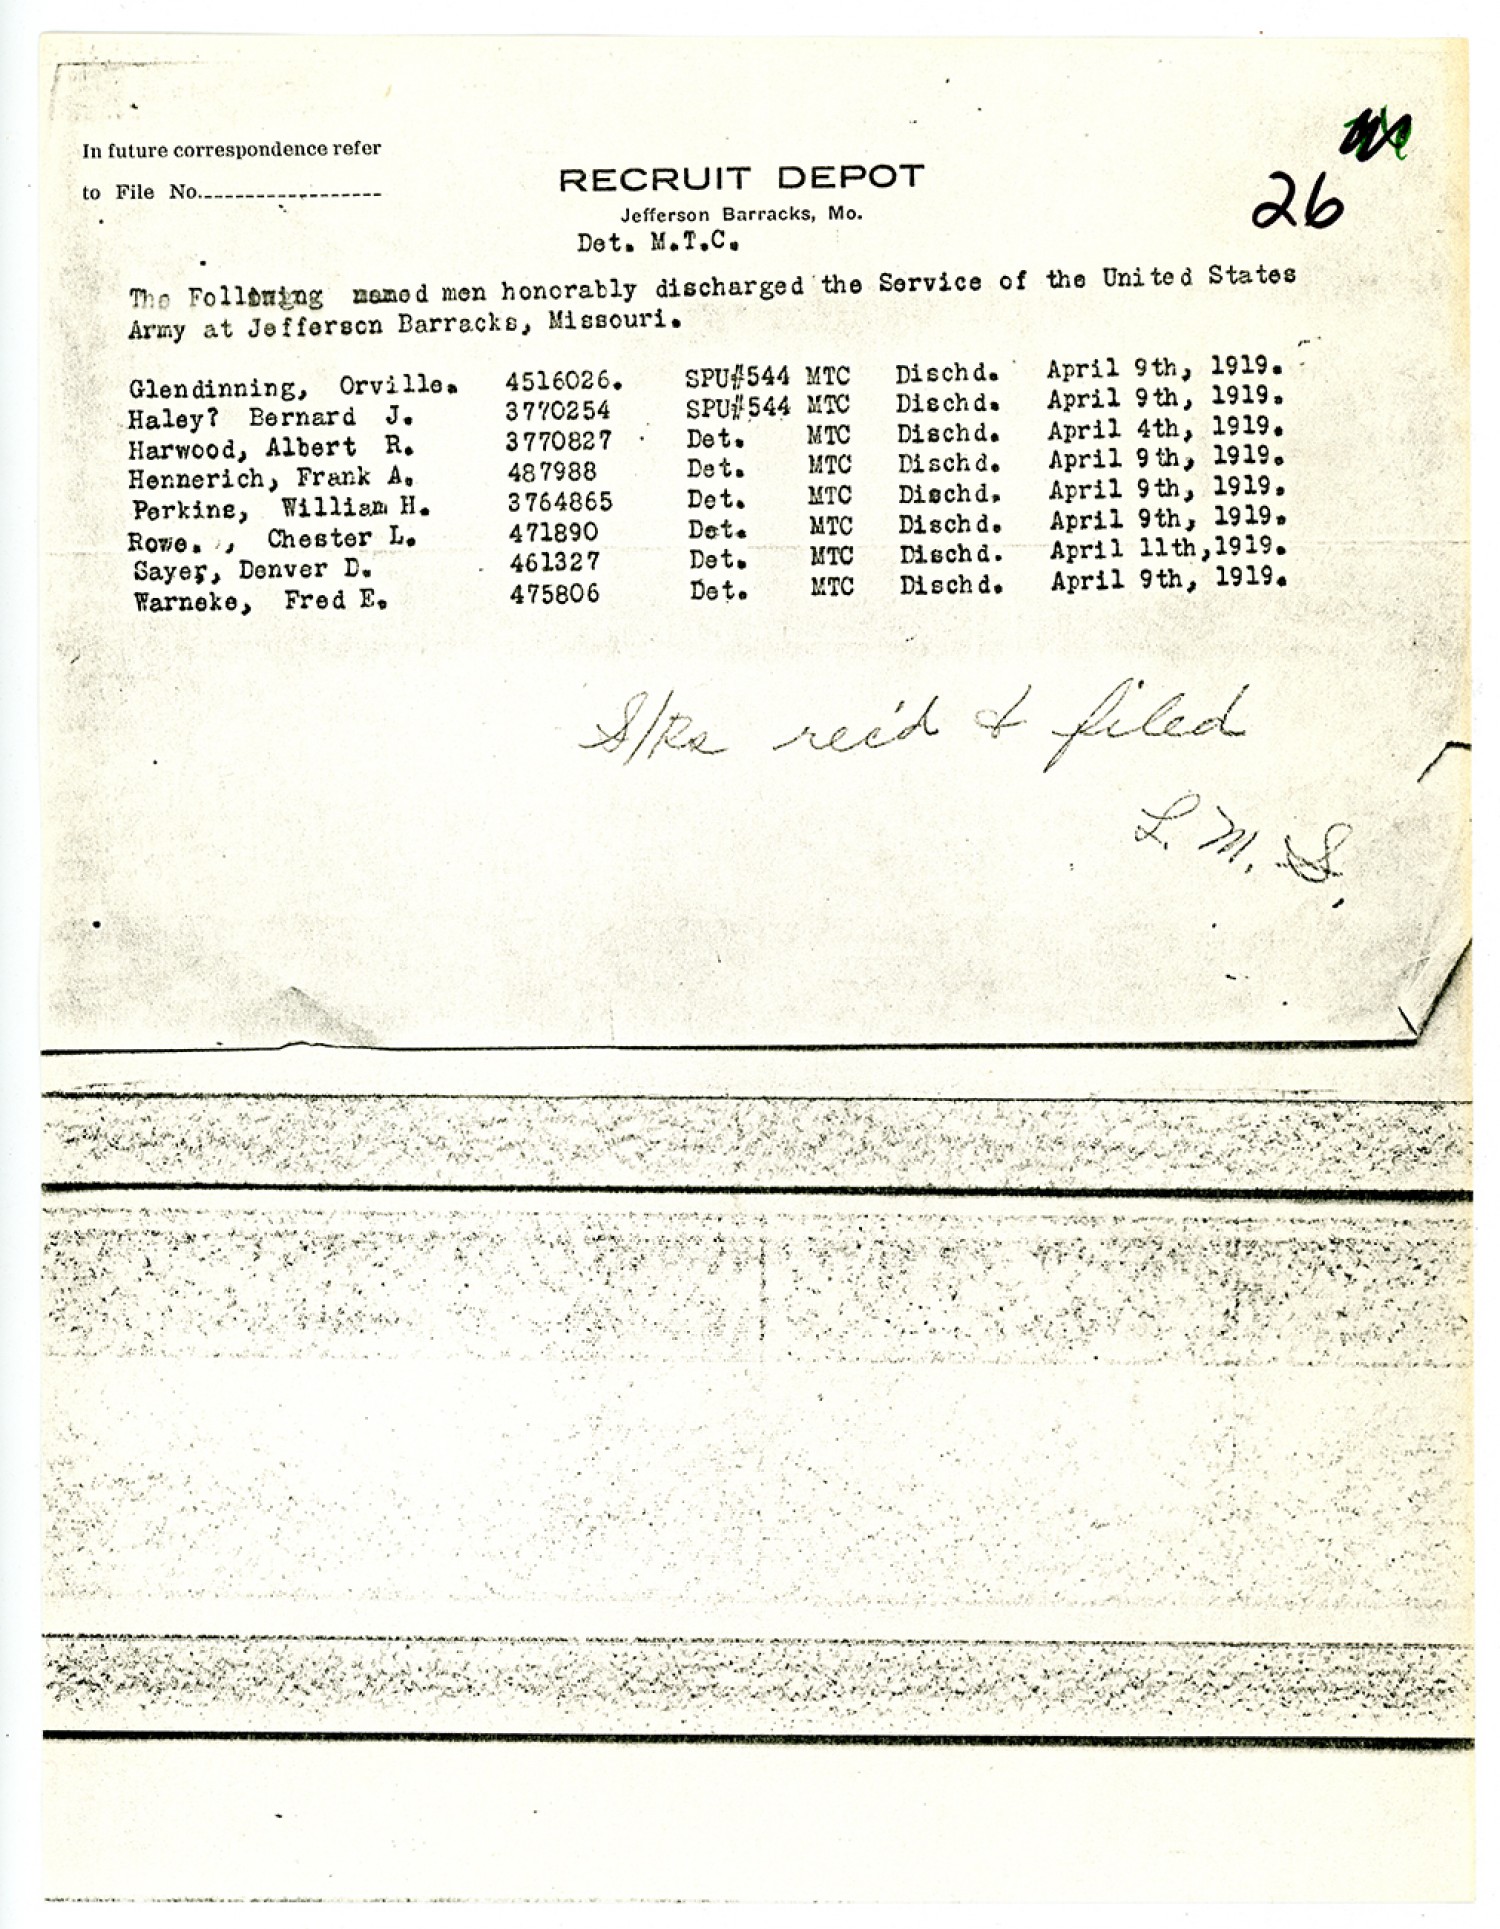 In future correspondence refer
to File No.
RECRUIT DEPOT
Jefferson Barracks, Mo.
Det. M.T.C.
26
The Following named men honorably discharged the Service of the United States
Army at Jefferson Barracks, Missouri.
Glendinning, Orville. 4516026. SPU#544 MTC Dischd. April 9th, 1919.
Haley? Bernard J. 3770254 SPU#544 MTC Dischd. April 9th, 1919.
Harwood, Albert R. 3770827 Det. MTC Dischd. April 4th, 1919.
Hennerich, Frank A. 487988 Det. MTC Dischd. April 9th, 1919.
Perkins, William H. 3764865 Det. MTC Dischd. April 9th, 1919.
Rowe. , Chester L. 471890 Det. MTC Dischd. April 9th, 1919.
Sayer, Denver D. 461327 Det. MTC Dischd. April 11th,1919.
Warneke, Fred E. 475806 Det. MTC Dischd. April 9th, 1919.
S/Rs rec'd & filed
L. M. S.